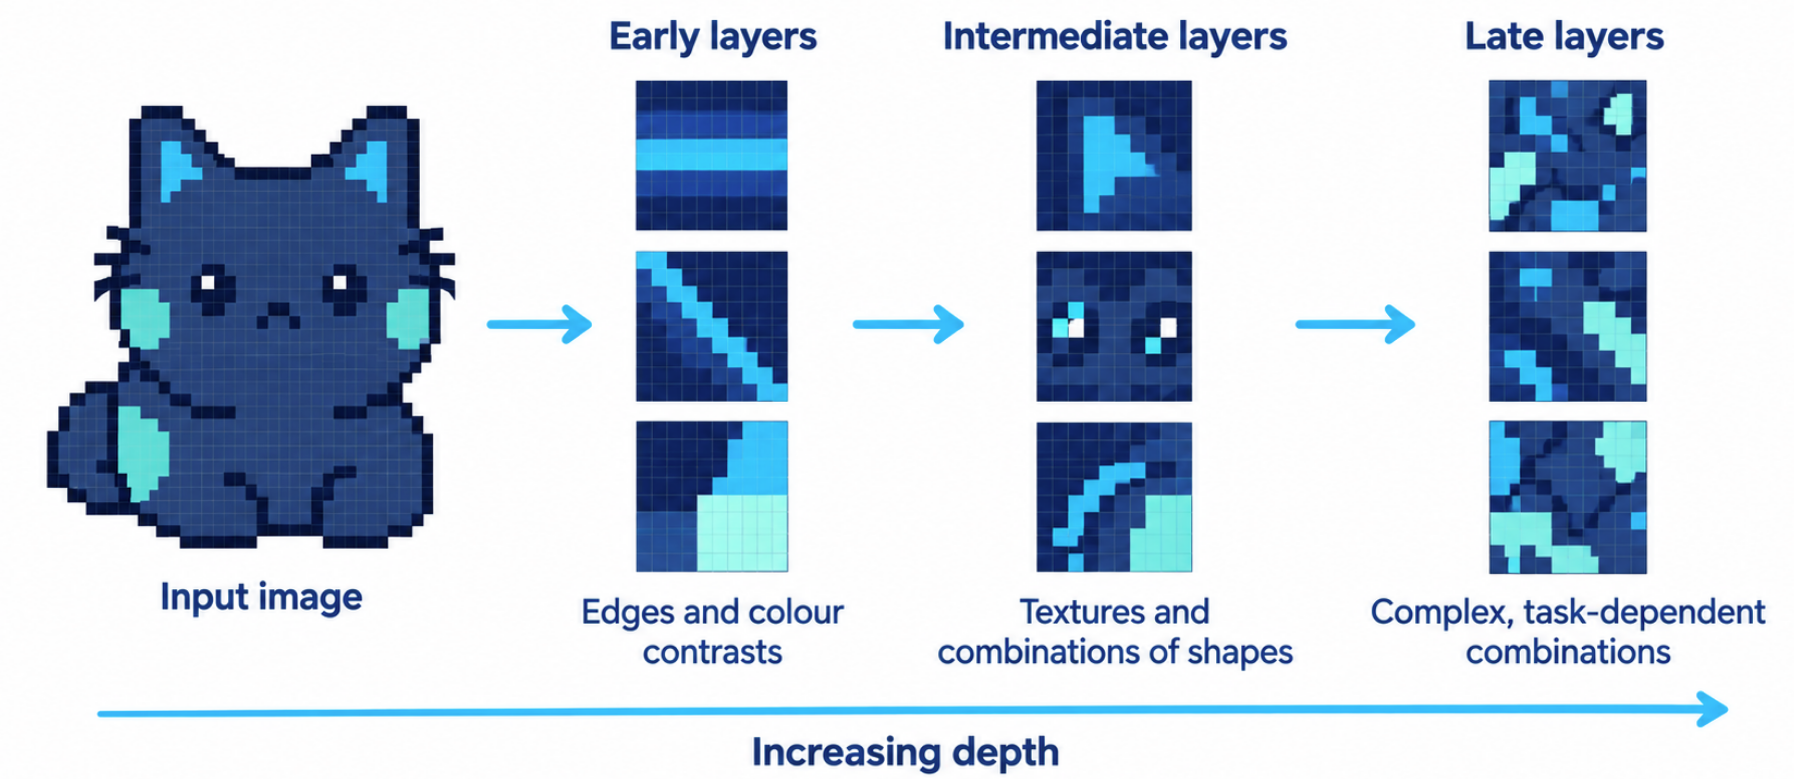 Early layers
Intermediate layers
Late layers
Input image
Edges and colour
contrasts
Textures and
combinations of shapes
Complex, task-dependent
combinations
Increasing depth